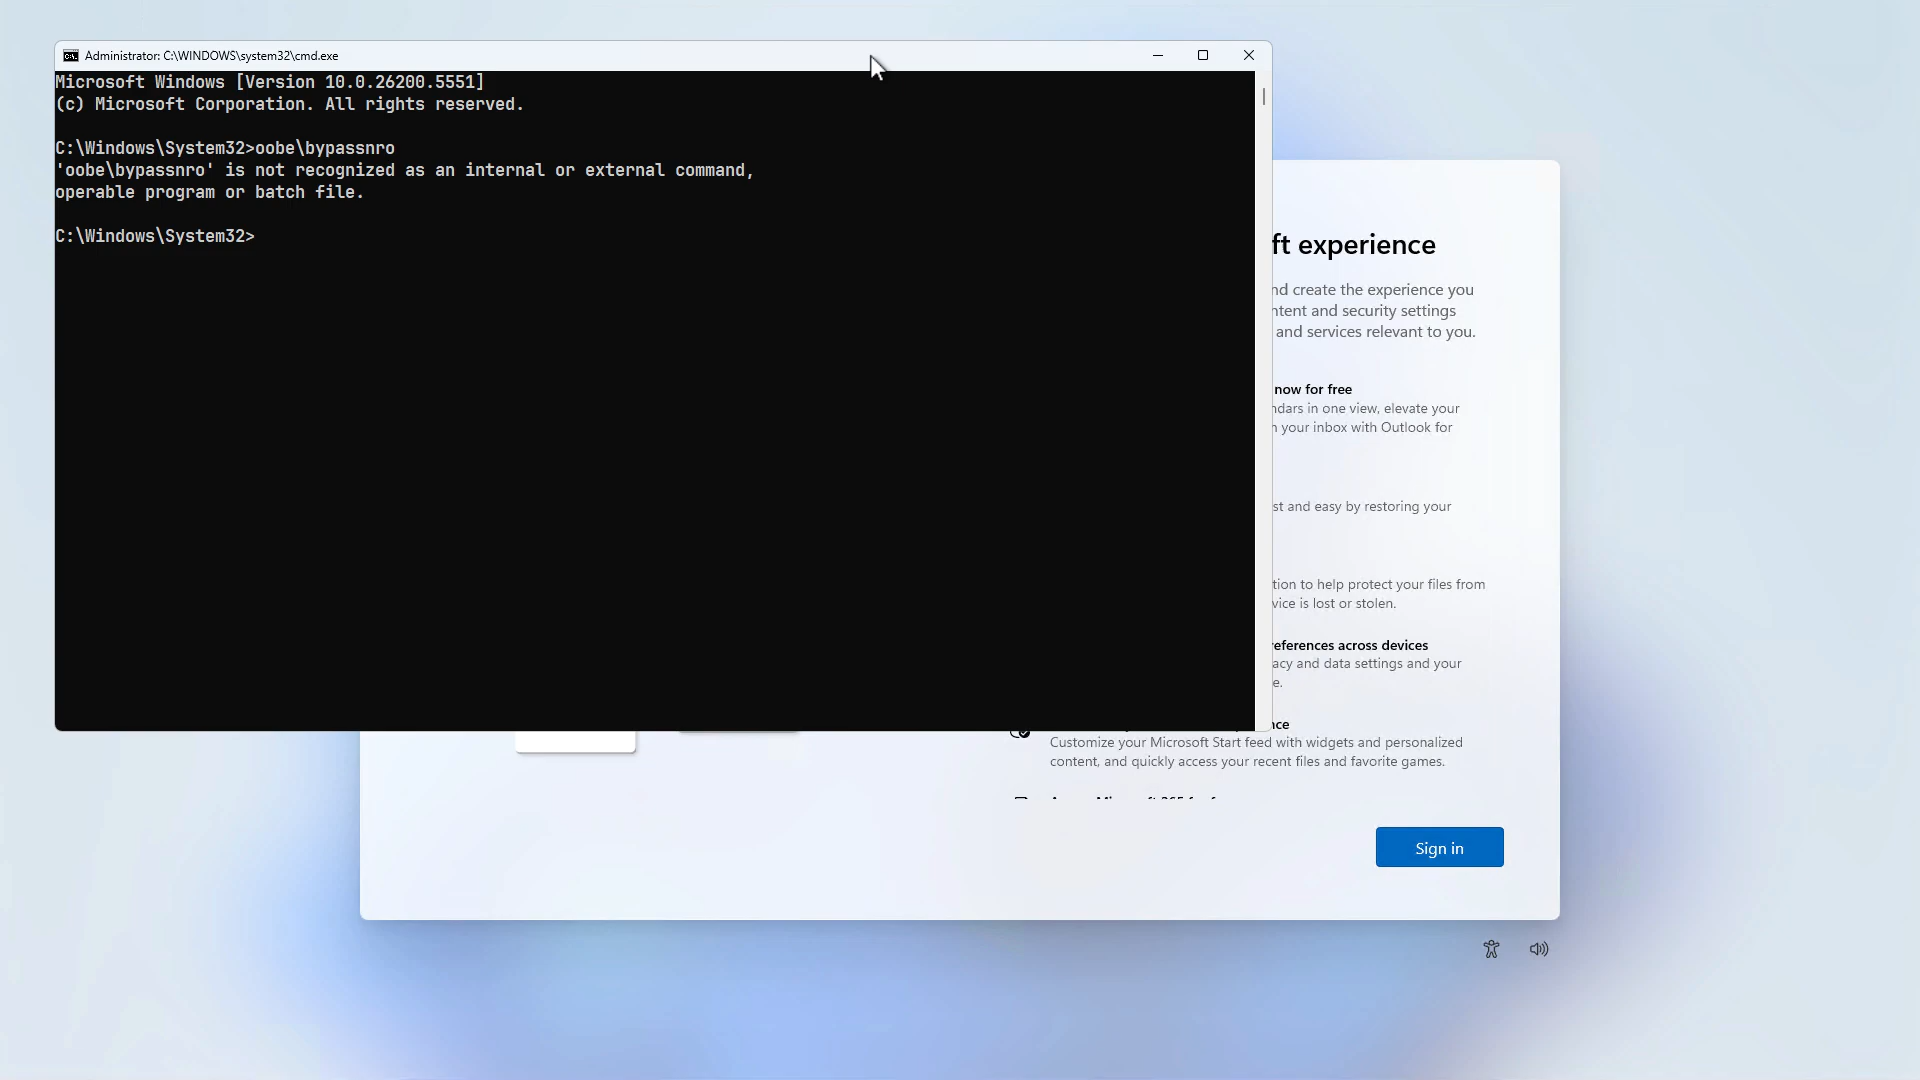 Administrator: C:\WINDOWS\system32\cmd.exe
Microsoft Windows [Version 10.0.26200.5551]
(c) Microsoft Corporation. All rights reserved.
C:\Windows\System32>oobe\bypassnro
'oobe\bypassnro' is not recognized as an internal or external command,
operable program or batch file.
C:\Windows\System32>
ft experience
nd create the experience you
ntent and security settings
and services relevant to you.
now for free
ndars in one view, elevate your
your inbox with Outlook for
st and easy by restoring your
tion to help protect your files from
vice is lost or stolen.
eferences across devices
acy and data settings and your
e.
nce
Customize your Microsoft Start feed with widgets and personalized
content, and quickly access your recent files and favorite games.
Sign in